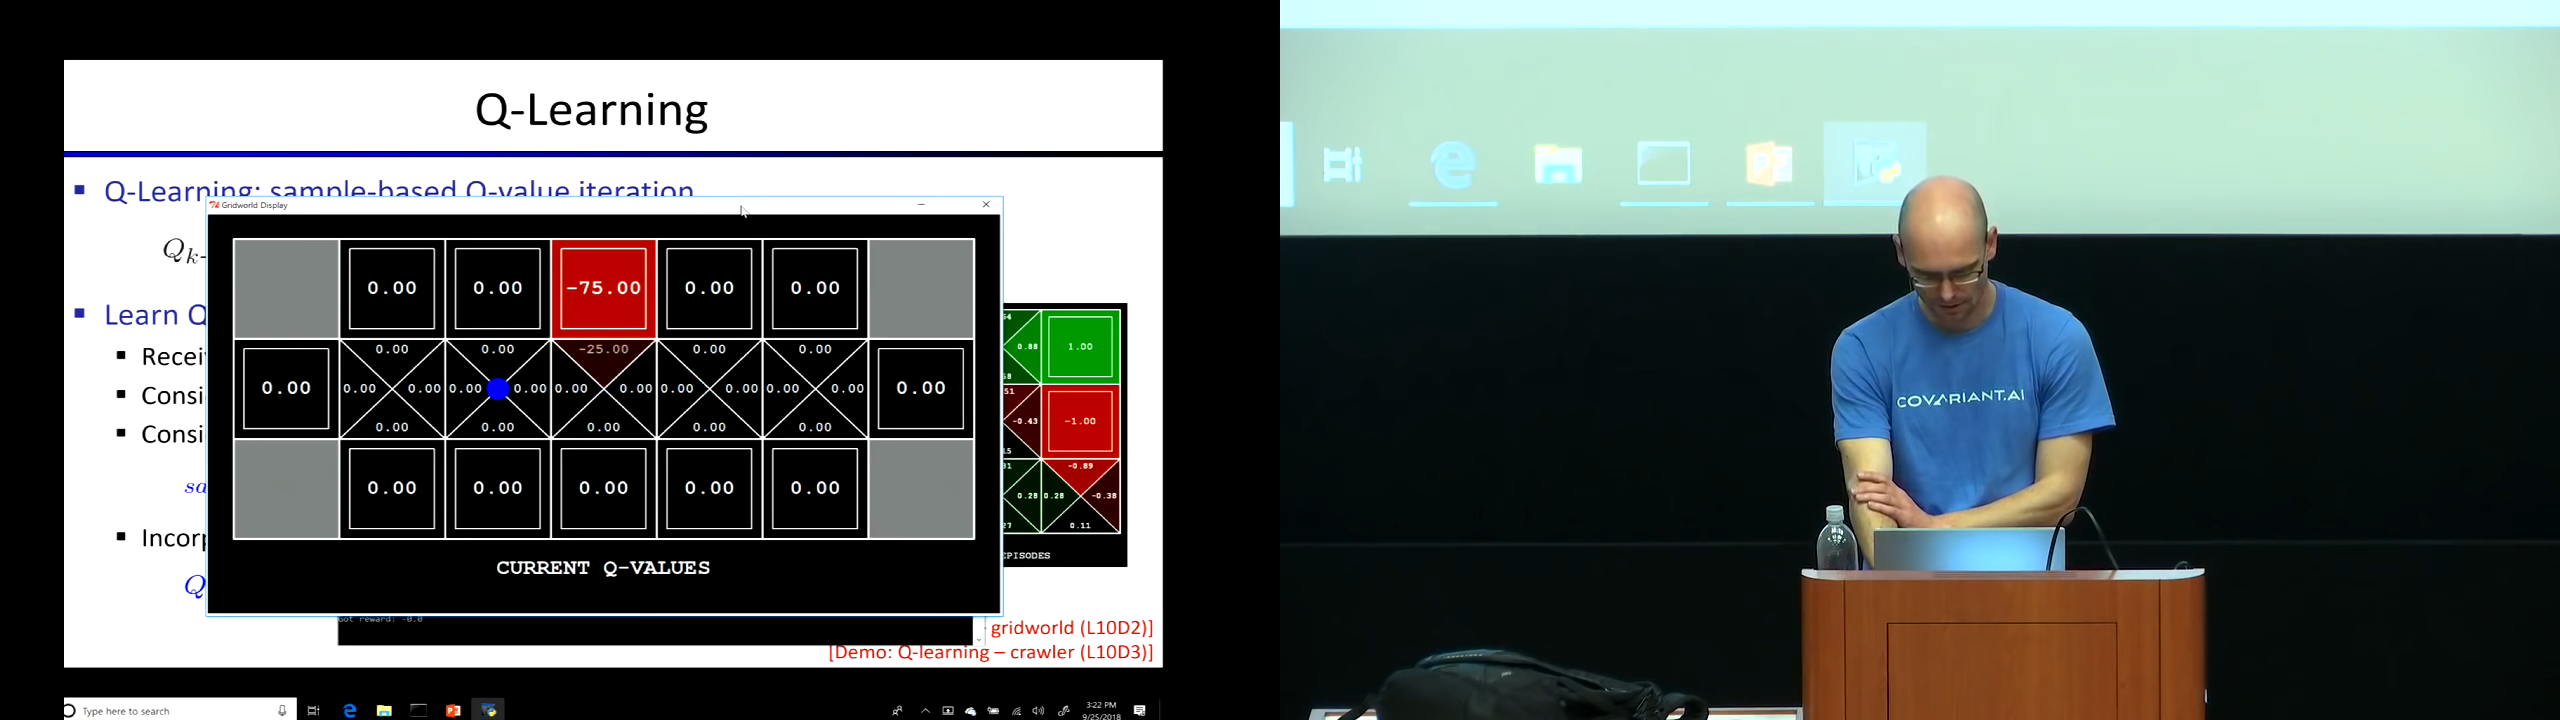 Q-Learning
Q-Learning: sample-based Q-value iteration
Gridworld Display
Q k-
Learn Q
Recei
Consi
Consi
sa
Incorp
Q
0.00 0.00 -75.00 0.00 0.00
0.00 0.00 -25.00 0.00 0.00
0.00 0.00 0.00 0.00 0.00 0.00 0.00 0.00 0.00 0.00 0.00 0.00
0.00 0.00 0.00 0.00 0.00
0.00 0.00 0.00 0.00 0.00
CURRENT Q-VALUES
0.88 1.00
-0.43 -1.00
-0.89
0.28 0.28 -0.38
0.11
EPISODES
Got reward: -0.0
gridworld (L10D2)]
[Demo: Q-learning – crawler (L10D3)]
Type here to search
3:22 PM
9/25/2018
COVARIANT.AI